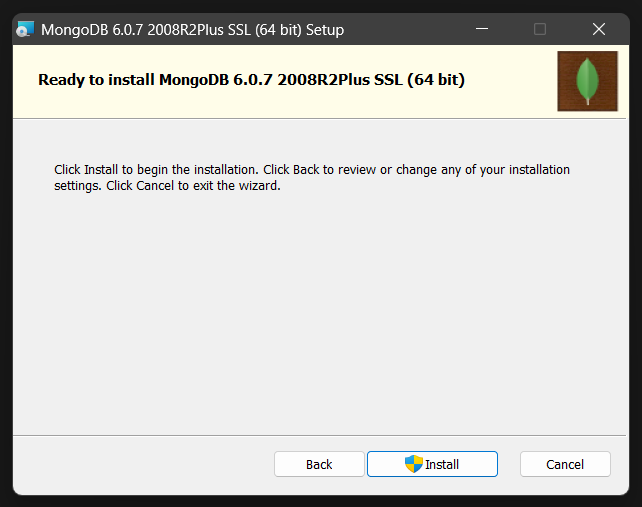 MongoDB 6.0.7 2008R2Plus SSL (64 bit) Setup
Ready to install MongoDB 6.0.7 2008R2Plus SSL (64 bit)
Click Install to begin the installation. Click Back to review or change any of your installation
settings. Click Cancel to exit the wizard.
Back
Install
Cancel